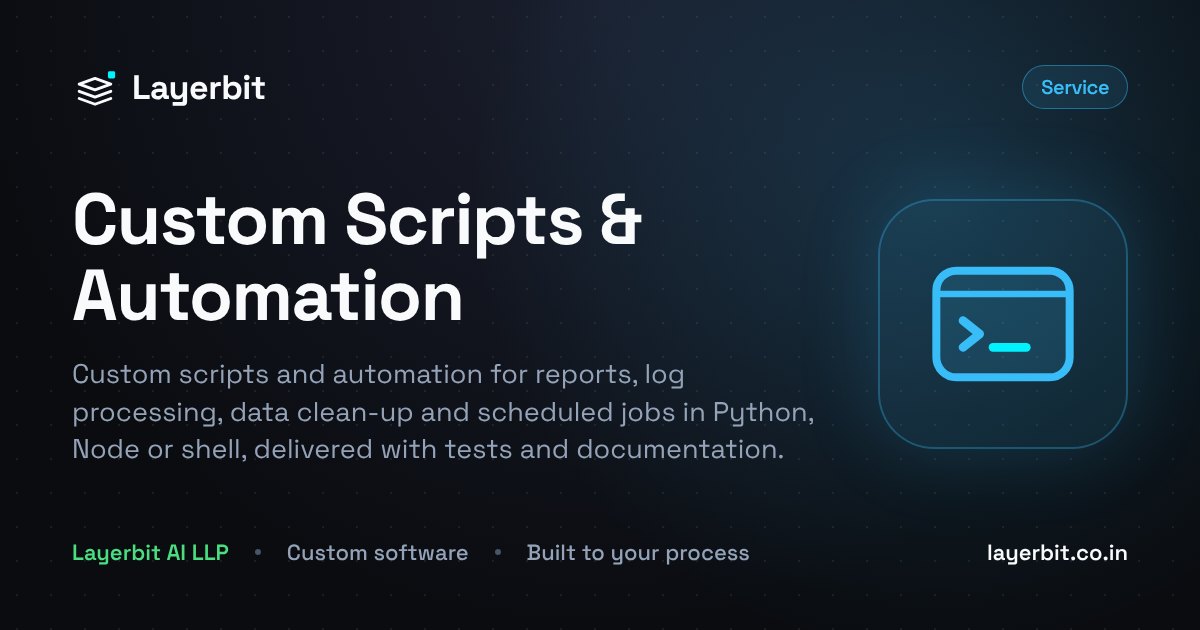 Layerbit
Service
Custom Scripts &
Automation
Custom scripts and automation for reports, log
processing, data clean-up and scheduled jobs in Python,
Node or shell, delivered with tests and documentation.
Layerbit AI LLP • Custom software • Built to your process
layerbit.co.in